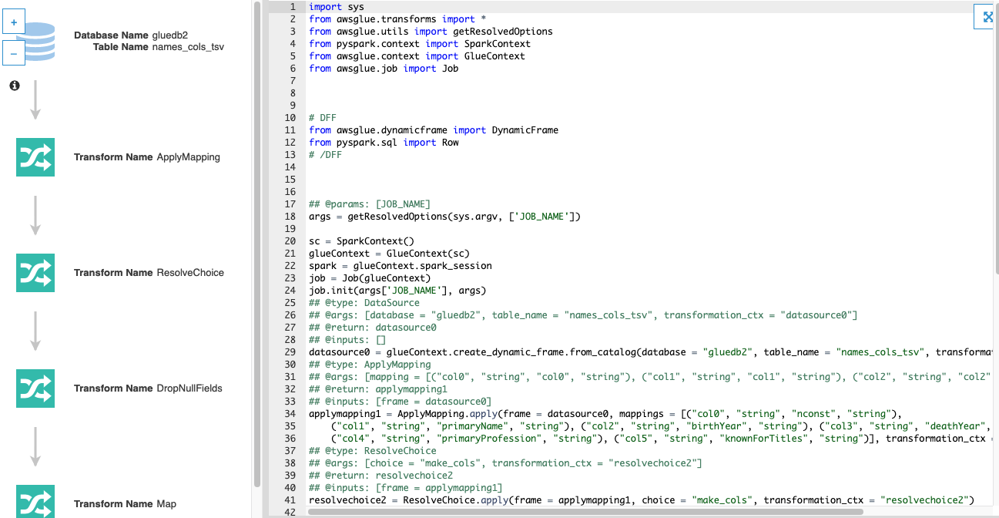 +
−
Database Name gluedb2
Table Name names_cols_tsv
Transform Name ApplyMapping
Transform Name ResolveChoice
Transform Name DropNullFields
Transform Name Map
1 import sys
2 from awsglue.transforms import *
3 from awsglue.utils import getResolvedOptions
4 from pyspark.context import SparkContext
5 from awsglue.context import GlueContext
6 from awsglue.job import Job
7
8
9
10 # DFF
11 from awsglue.dynamicframe import DynamicFrame
12 from pyspark.sql import Row
13 # /DFF
14
15
16
17 ## @params: [JOB_NAME]
18 args = getResolvedOptions(sys.argv, ['JOB_NAME'])
19
20 sc = SparkContext()
21 glueContext = GlueContext(sc)
22 spark = glueContext.spark_session
23 job = Job(glueContext)
24 job.init(args['JOB_NAME'], args)
25 ## @type: DataSource
26 ## @args: [database = "gluedb2", table_name = "names_cols_tsv", transformation_ctx = "datasource0"]
27 ## @return: datasource0
28 ## @inputs: []
29 datasource0 = glueContext.create_dynamic_frame.from_catalog(database = "gluedb2", table_name = "names_cols_tsv", transforma
30 ## @type: ApplyMapping
31 ## @args: [mapping = [("col0", "string", "col0", "string"), ("col1", "string", "col1", "string"), ("col2", "string", "col2"
32 ## @return: applymapping1
33 ## @inputs: [frame = datasource0]
34 applymapping1 = ApplyMapping.apply(frame = datasource0, mappings = [("col0", "string", "nconst", "string"),
35 ("col1", "string", "primaryName", "string"), ("col2", "string", "birthYear", "string"), ("col3", "string", "deathYear",
36 ("col4", "string", "primaryProfession", "string"), ("col5", "string", "knownForTitles", "string")], transformation_ctx =
37 ## @type: ResolveChoice
38 ## @args: [choice = "make_cols", transformation_ctx = "resolvechoice2"]
39 ## @return: resolvechoice2
40 ## @inputs: [frame = applymapping1]
41 resolvechoice2 = ResolveChoice.apply(frame = applymapping1, choice = "make_cols", transformation_ctx = "resolvechoice2")
42